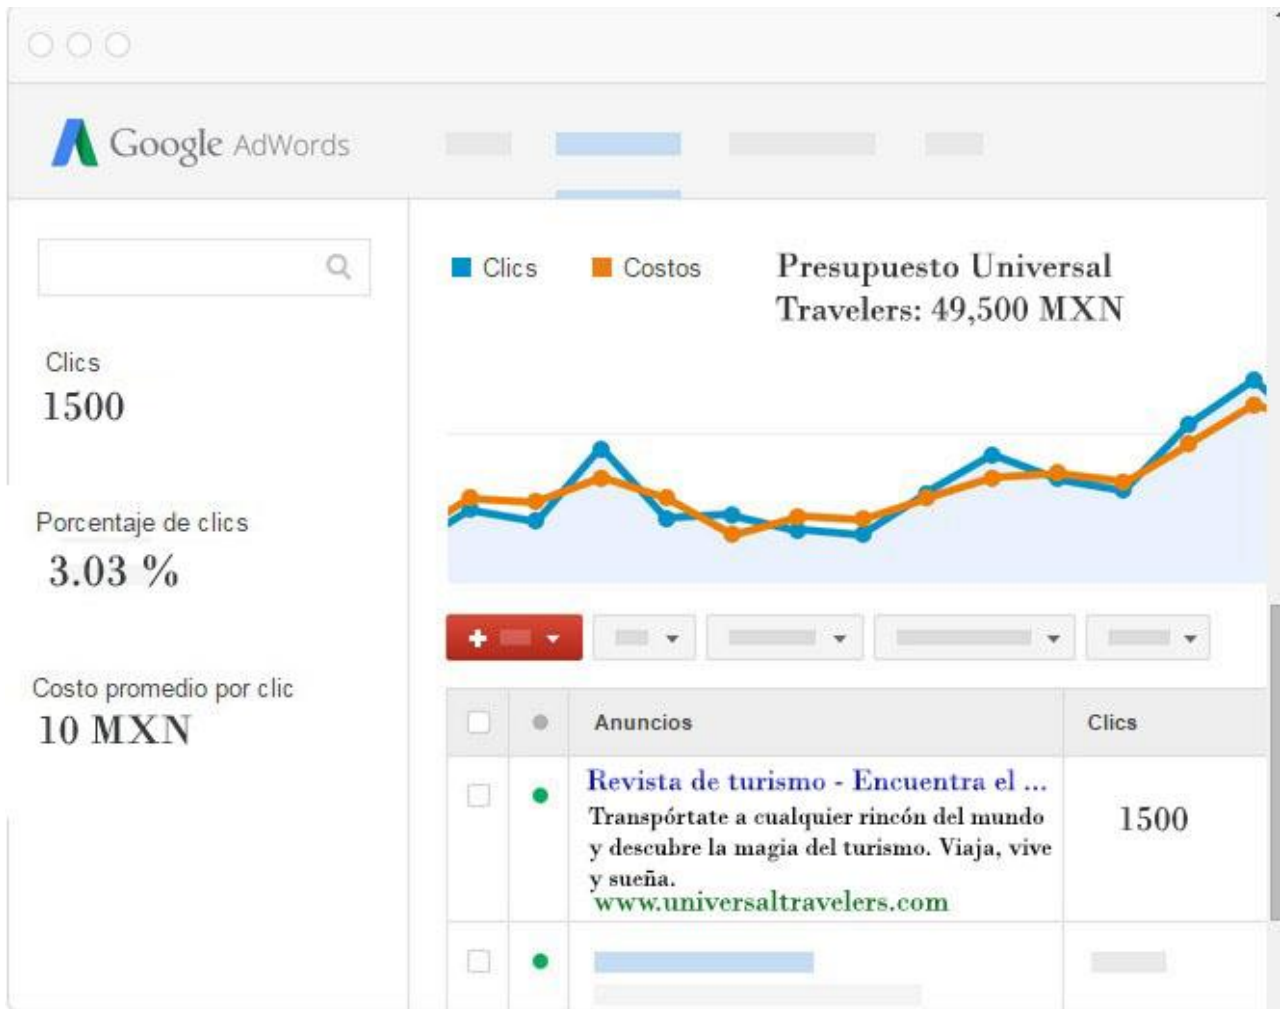 Google AdWords
Clics
Costos
Presupuesto Universal
Travelers: 49,500 MXN
Clics
1500
Porcentaje de clics
3.03 %
Costo promedio por clic
10 MXN
Anuncios
Clics
Revista de turismo - Encuentra el ...
Transpórtate a cualquier rincón del mundo
y descubre la magia del turismo. Viaja, vive
y sueña.
www.universaltravelers.com
1500